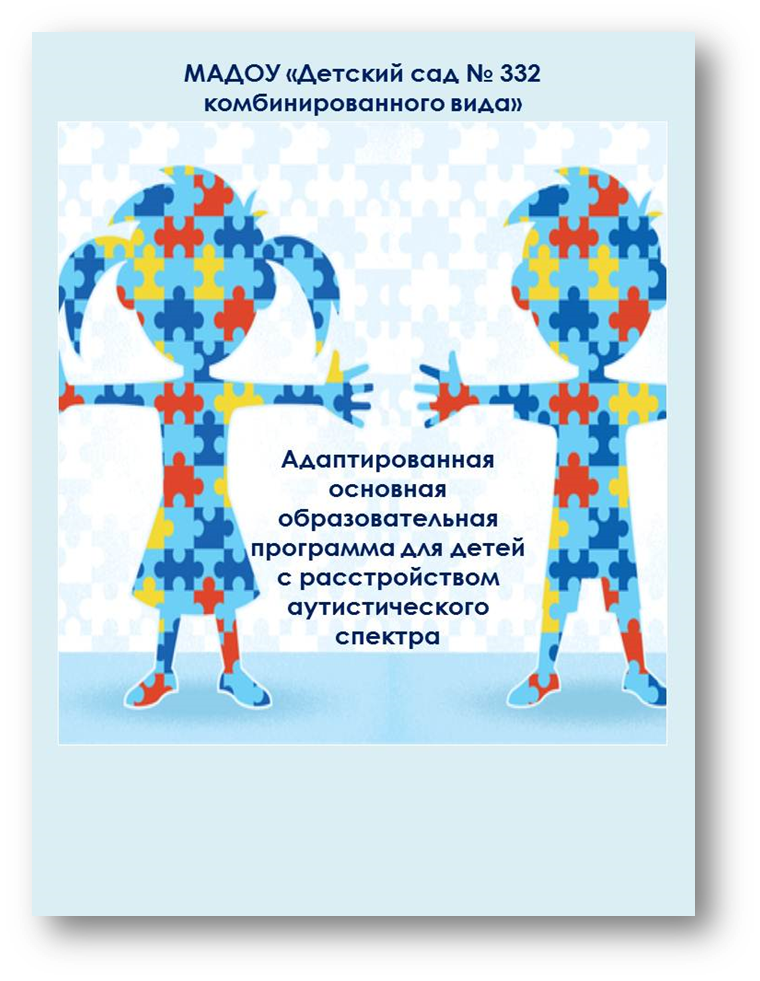 МАДОУ «Детский сад № 332
комбинированного вида»
Адаптированная
основная
образовательная
программа для детей
с расстройством
аутистического
спектра